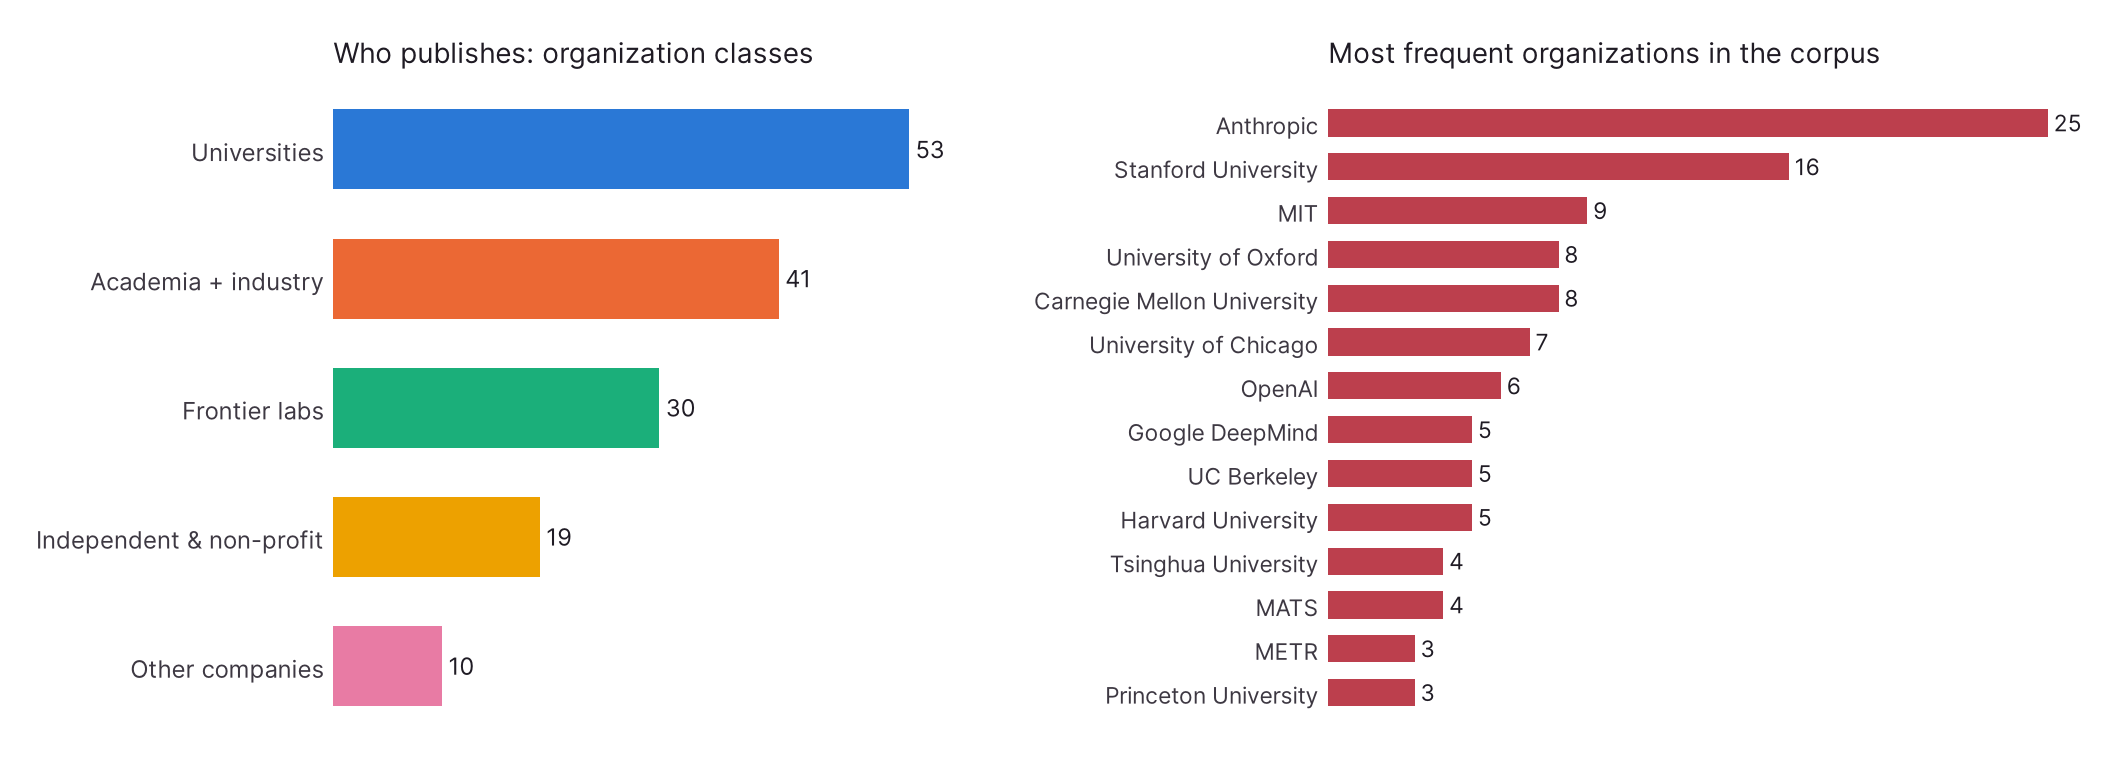 Who publishes: organization classes
Universities 53
Academia + industry 41
Frontier labs 30
Independent & non-profit 19
Other companies 10
Most frequent organizations in the corpus
Anthropic 25
Stanford University 16
MIT 9
University of Oxford 8
Carnegie Mellon University 8
University of Chicago 7
OpenAI 6
Google DeepMind 5
UC Berkeley 5
Harvard University 5
Tsinghua University 4
MATS 4
METR 3
Princeton University 3